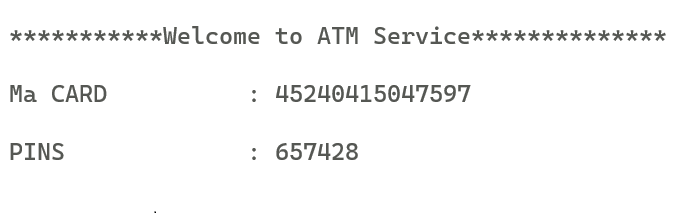 ***********Welcome to ATM Service**************
Ma CARD          : 45240415047597
PINS             : 657428